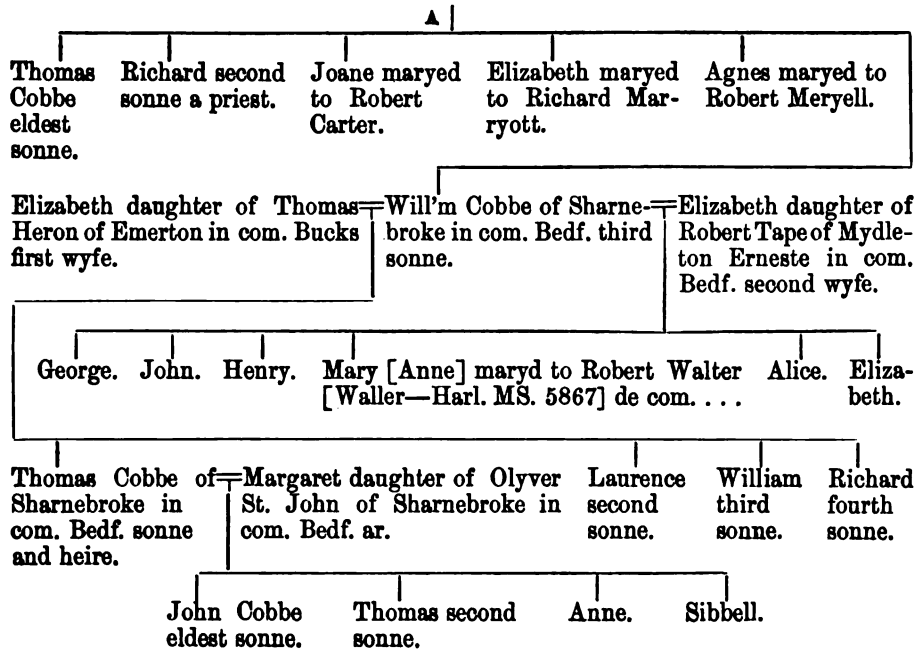 A
Thomas
Cobbe
eldest
sonne.
Richard second
sonne a priest.
Joane maryed
to Robert
Carter.
Elizabeth maryed
to Richard Mar-
ryott.
Agnes maryed to
Robert Meryell.
Elizabeth daughter of Thomas
Heron of Emerton in com. Bucks
first wyfe.
Will'm Cobbe of Sharne-
broke in com. Bedf. third
sonne.
Elizabeth daughter of
Robert Tape of Mydle-
ton Erneste in com.
Bedf. second wyfe.
George.
John.
Henry.
Mary [Anne] maryd to Robert Walter
[Waller—Harl. MS. 5867] de com. . . .
Alice.
Eliza-
beth.
Thomas Cobbe of
Sharnebroke in
com. Bedf. sonne
and heire.
Margaret daughter of Olyver
St. John of Sharnebroke in
com. Bedf. ar.
Laurence
second
sonne.
William
third
sonne.
Richard
fourth
sonne.
John Cobbe
eldest sonne.
Thomas second
sonne.
Anne.
Sibbell.